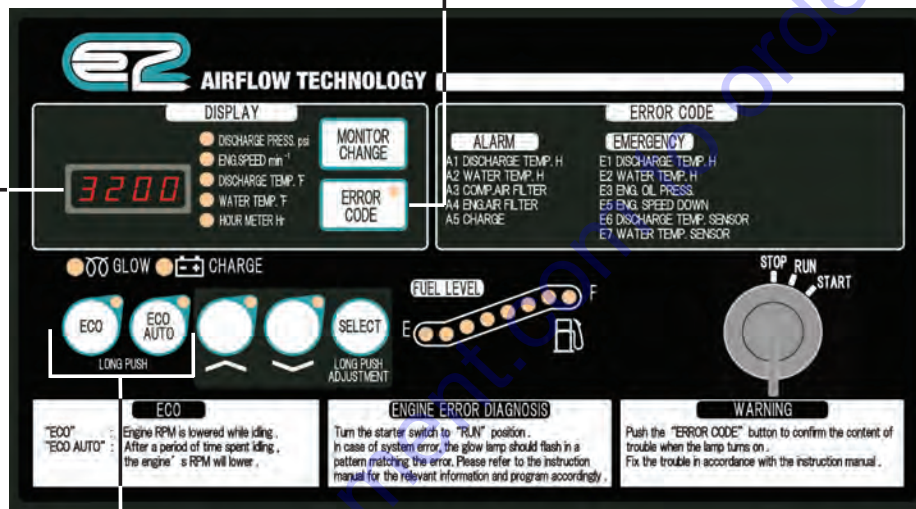 e2 AIRFLOW TECHNOLOGY
DISPLAY
DISCHARGE PRESS. psi
ENG.SPEED min⁻¹
DISCHARGE TEMP. °F
WATER TEMP. °F
HOUR METER Hr
3200
MONITOR
CHANGE
ERROR
CODE
ERROR CODE
ALARM
A1 DISCHARGE TEMP. H
A2 WATER TEMP. H
A3 COMP.AIR FILTER
A4 ENG.AIR FILTER
A5 CHARGE
EMERGENCY
E1 DISCHARGE TEMP. H
E2 WATER TEMP. H
E3 ENG. OIL PRESS.
E5 ENG. SPEED DOWN
E6 DISCHARGE TEMP. SENSOR
E7 WATER TEMP. SENSOR
GLOW CHARGE
ECO
ECO
AUTO
LONG PUSH
SELECT
LONG PUSH
ADJUSTMENT
FUEL LEVEL
E F
STOP RUN
START
ECO
"ECO" : Engine RPM is lowered while idling .
"ECO AUTO" : After a period of time spent idling ,
the engine' s RPM will lower .
ENGINE ERROR DIAGNOSIS
Turn the starter switch to "RUN" position .
In case of system error, the glow lamp should flash in a
pattern matching the error. Please refer to the instruction
manual for the relevant information and program accordingly .
WARNING
Push the "ERROR CODE" button to confirm the content of
trouble when the lamp turns on .
Fix the trouble in accordance with the instruction manual .